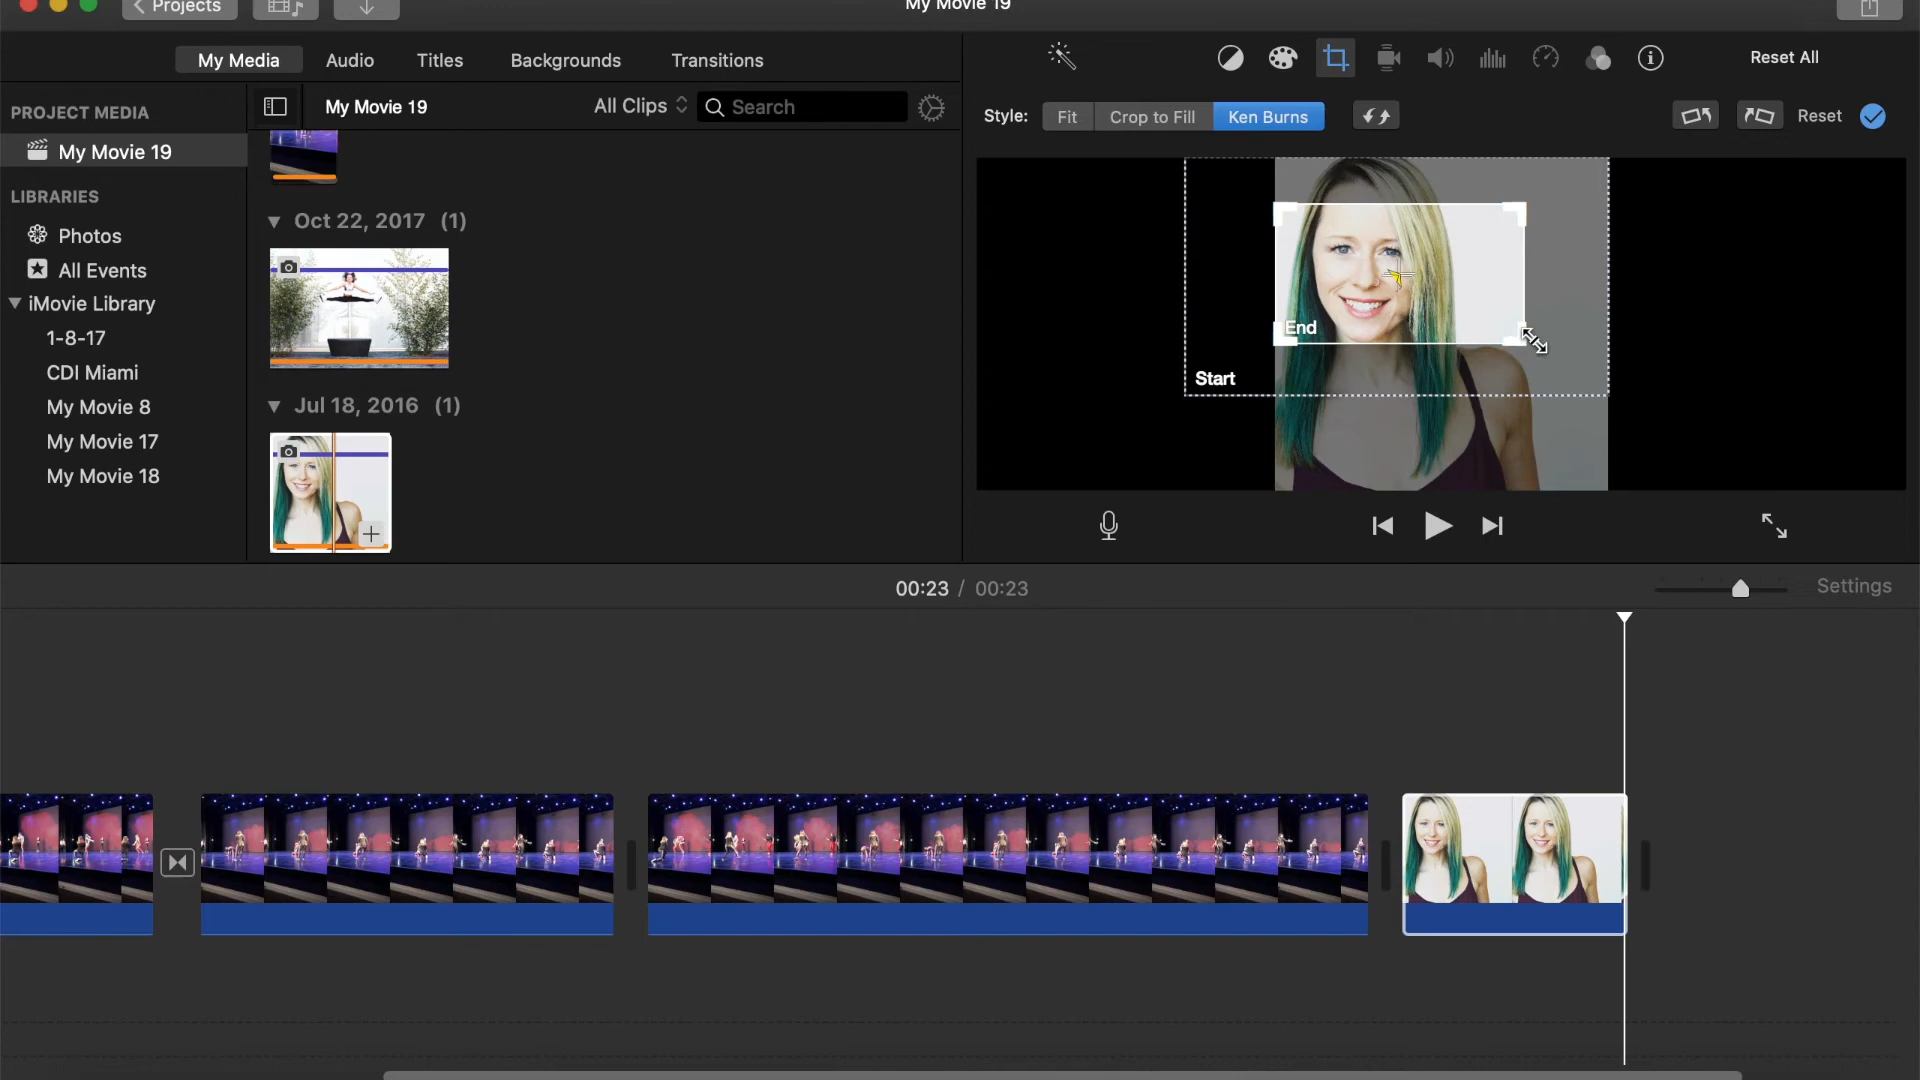 Projects
My Movie 19
My Media
Audio
Titles
Backgrounds
Transitions
Reset All
PROJECT MEDIA
My Movie 19
LIBRARIES
Photos
All Events
iMovie Library
1-8-17
CDI Miami
My Movie 8
My Movie 17
My Movie 18
My Movie 19
All Clips
Search
Oct 22, 2017 (1)
Jul 18, 2016 (1)
Style:
Fit
Crop to Fill
Ken Burns
Reset
End
Start
00:23 / 00:23
Settings